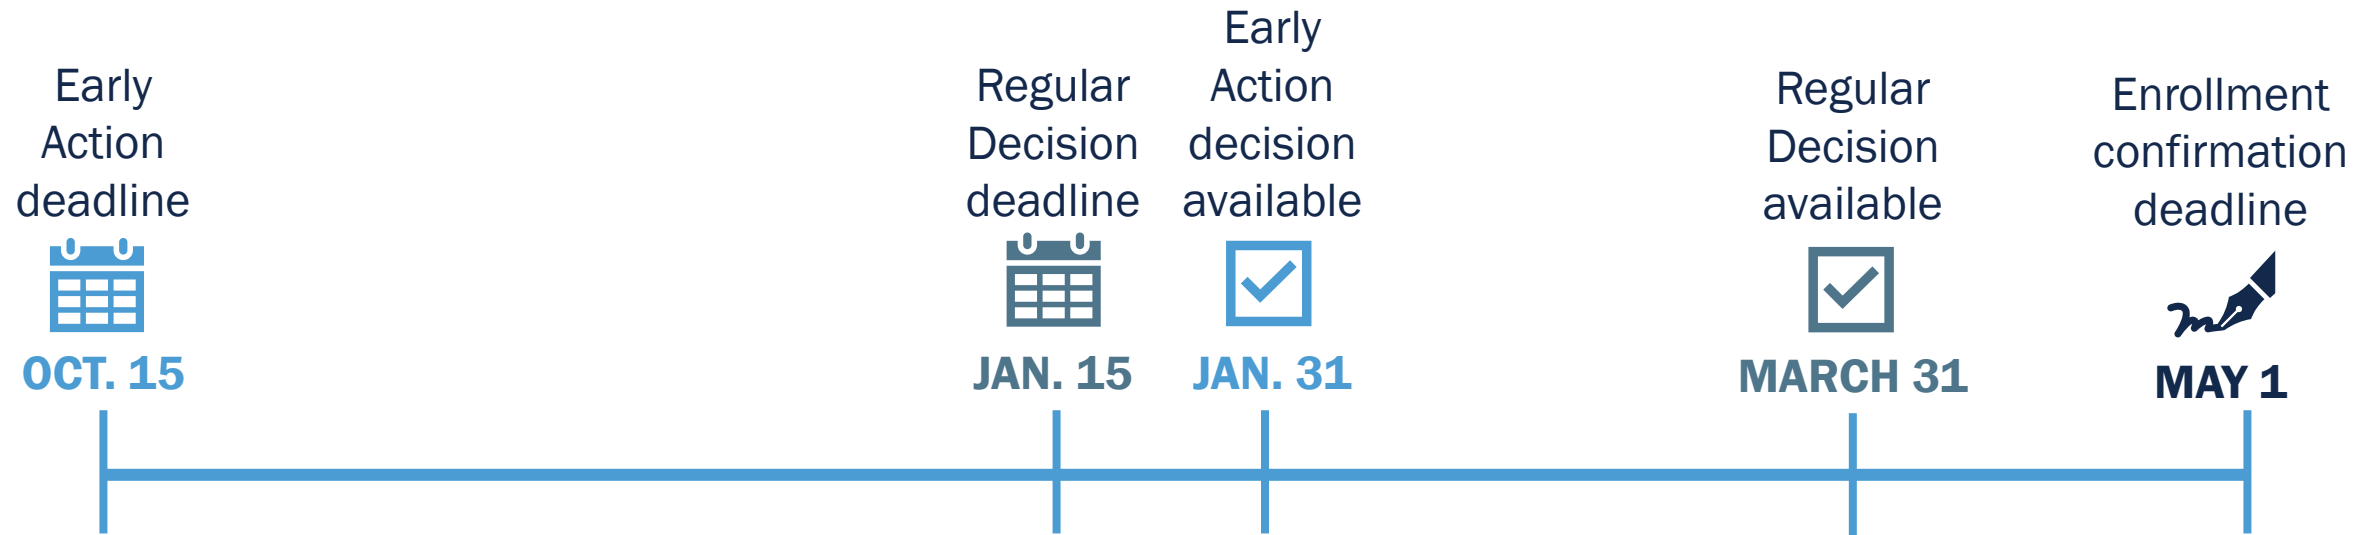 Early
Action
deadline
OCT. 15
Regular
Decision
deadline
JAN. 15
Early
Action
decision
available
JAN. 31
Regular
Decision
available
MARCH 31
Enrollment
confirmation
deadline
MAY 1